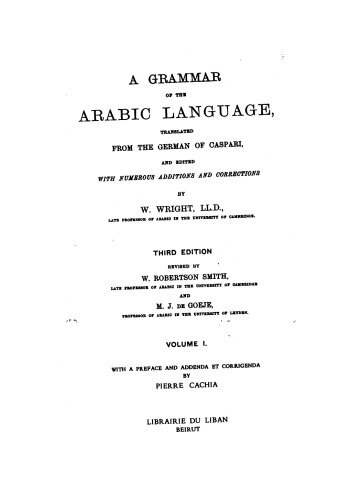 A GRAMMAR
OF THE
ARABIC LANGUAGE,
TRANSLATED
FROM THE GERMAN OF CASPARI,
AND EDITED
WITH NUMEROUS ADDITIONS AND CORRECTIONS
BY
W. WRIGHT, LL.D.,
LATE PROFESSOR OF ARABIC IN THE UNIVERSITY OF CAMBRIDGE.
THIRD EDITION
REVISED BY
W. ROBERTSON SMITH,
LATE PROFESSOR OF ARABIC IN THE UNIVERSITY OF CAMBRIDGE
AND
M. J. DE GOEJE,
PROFESSOR OF ARABIC IN THE UNIVERSITY OF LEYDEN.
VOLUME I.
WITH A PREFACE AND ADDENDA ET CORRIGENDA
BY
PIERRE CACHIA
LIBRAIRIE DU LIBAN
BEIRUT